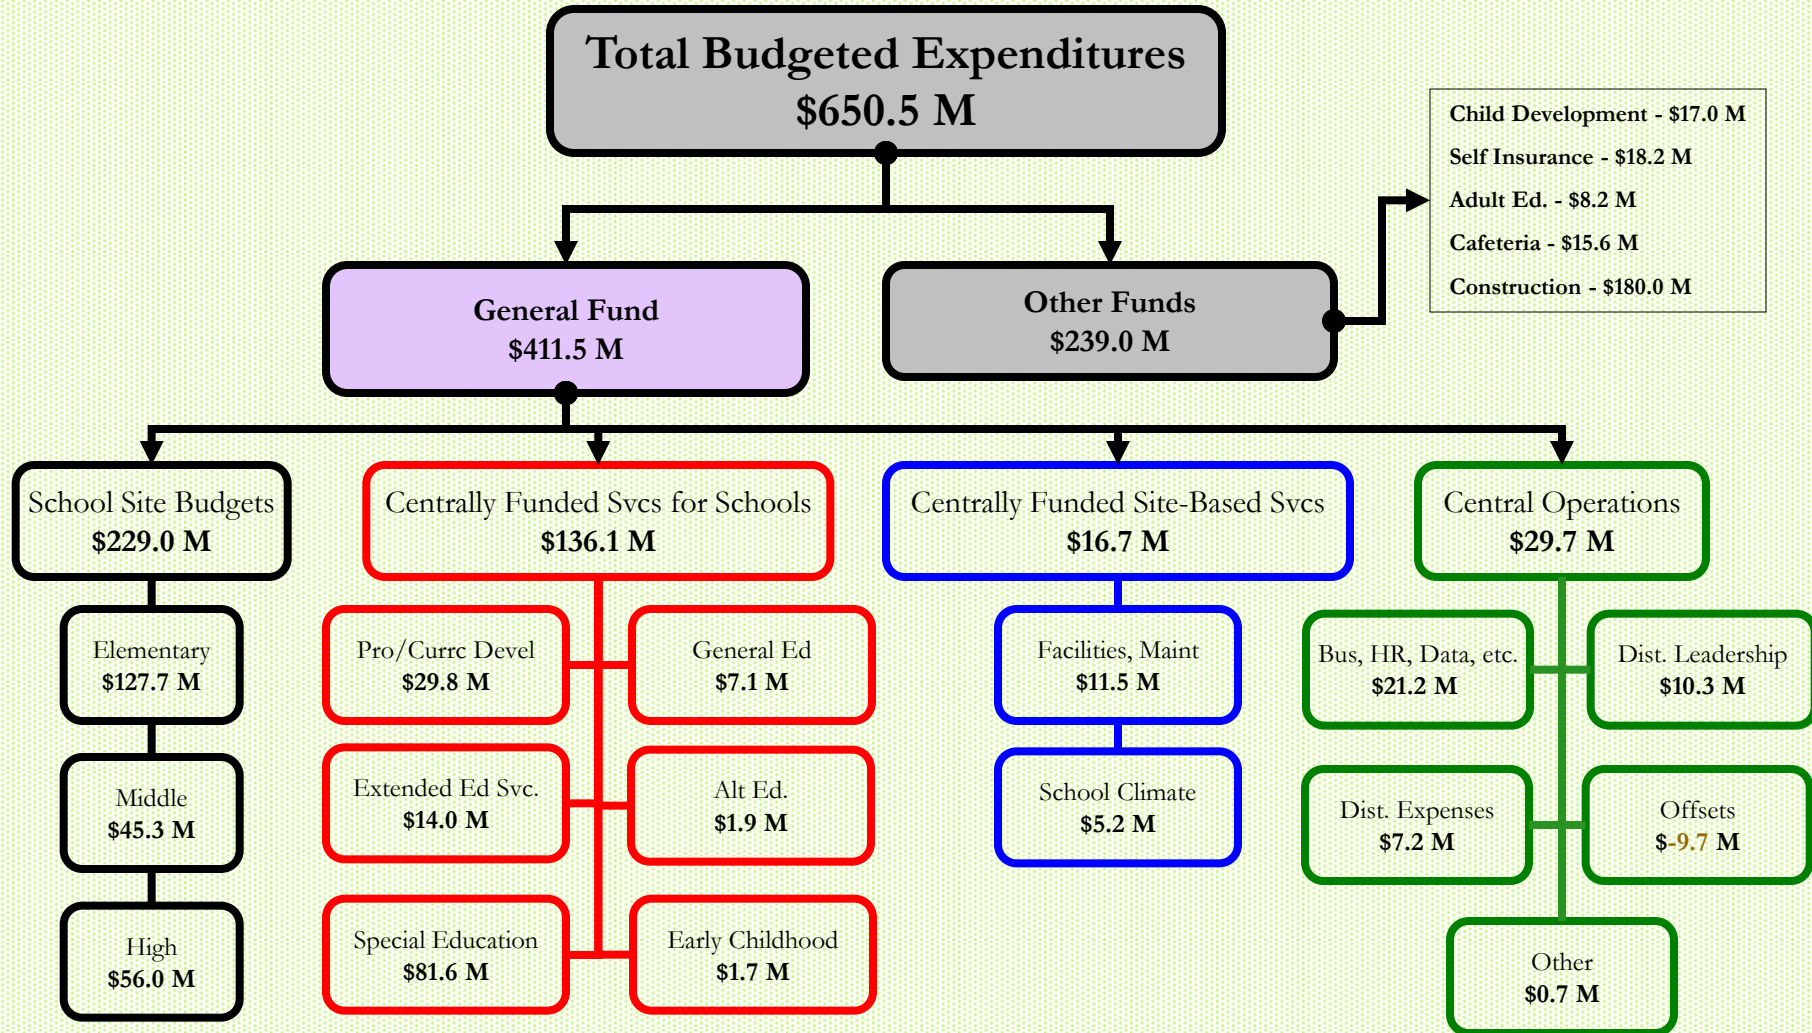 Total Budgeted Expenditures
$650.5 M
Child Development - $17.0 M
Self Insurance - $18.2 M
Adult Ed. - $8.2 M
Cafeteria - $15.6 M
Construction - $180.0 M
General Fund
$411.5 M
Other Funds
$239.0 M
School Site Budgets
$229.0 M
Centrally Funded Svcs for Schools
$136.1 M
Centrally Funded Site-Based Svcs
$16.7 M
Central Operations
$29.7 M
Elementary
$127.7 M
Middle
$45.3 M
High
$56.0 M
Pro/Currc Devel
$29.8 M
General Ed
$7.1 M
Extended Ed Svc.
$14.0 M
Alt Ed.
$1.9 M
Special Education
$81.6 M
Early Childhood
$1.7 M
Facilities, Maint
$11.5 M
School Climate
$5.2 M
Bus, HR, Data, etc.
$21.2 M
Dist. Leadership
$10.3 M
Dist. Expenses
$7.2 M
Offsets
$-9.7 M
Other
$0.7 M